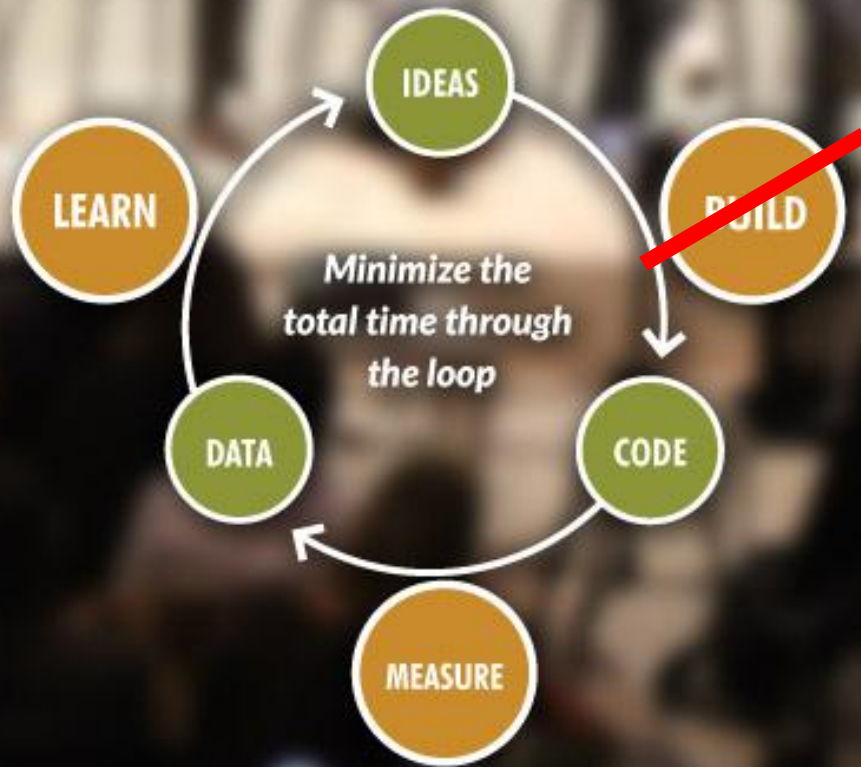 IDEAS
LEARN
BUILD
Minimize the
total time through
the loop
DATA
CODE
MEASURE